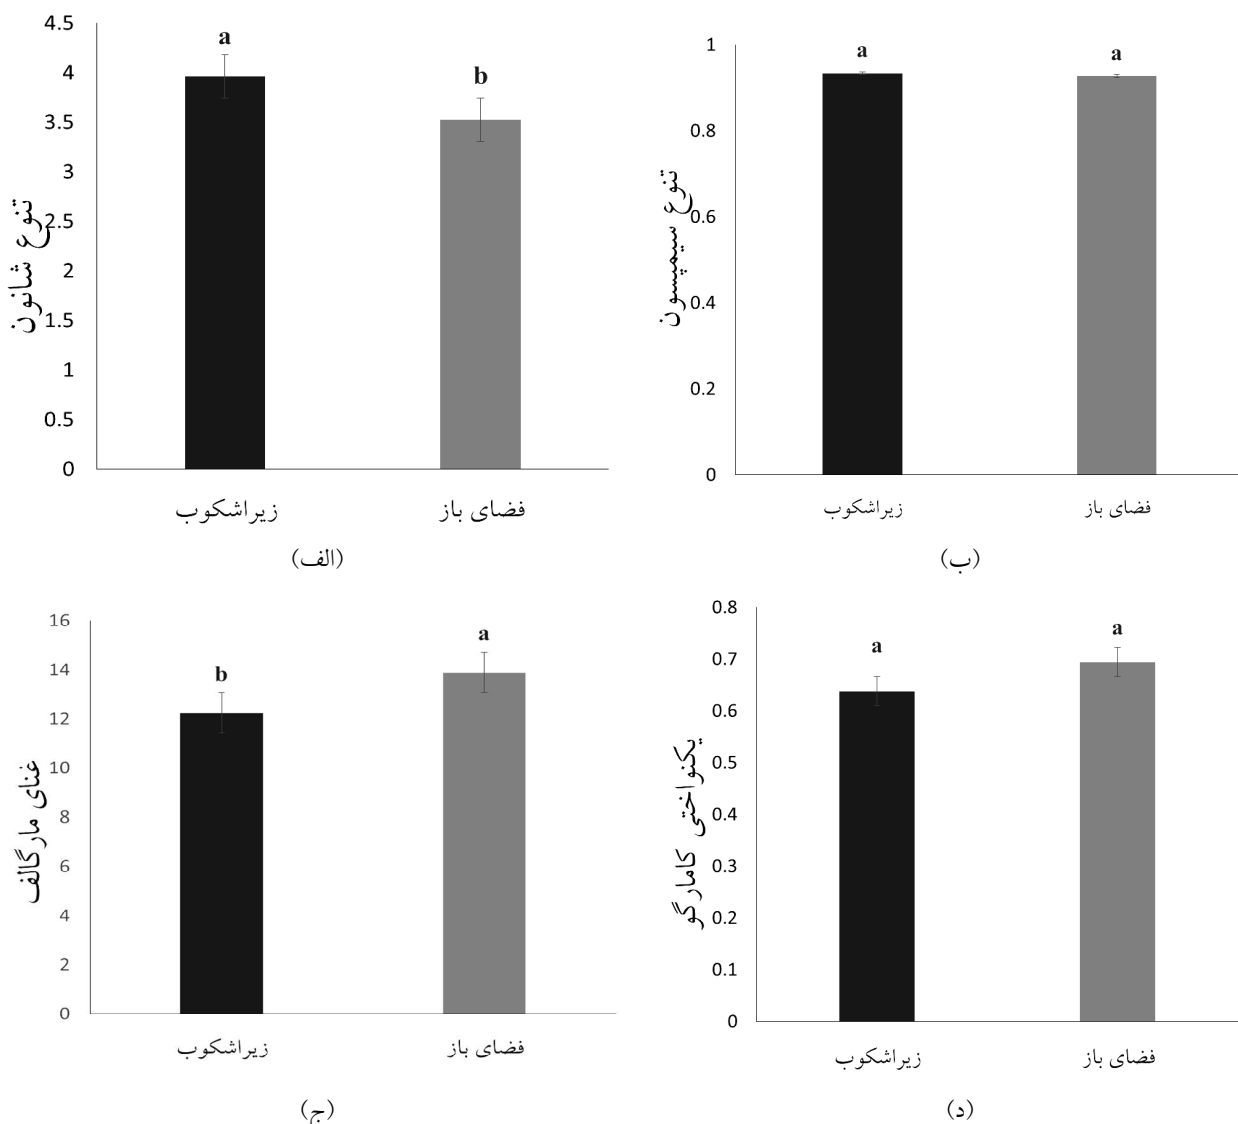 4.5
4
3.5
3
2.5
2
1.5
1
0.5
0
تنوع شانون
a
b
زیراشکوب
فضای باز
(الف)
1
0.8
0.6
0.4
0.2
0
تنوع سیمپسون
a
a
زیراشکوب
فضای باز
(ب)
16
14
12
10
8
6
4
2
0
غنای مارگالف
b
a
زیراشکوب
فضای باز
(ج)
0.8
0.7
0.6
0.5
0.4
0.3
0.2
0.1
0
یکنواختی کامارگو
a
a
زیراشکوب
فضای باز
(د)